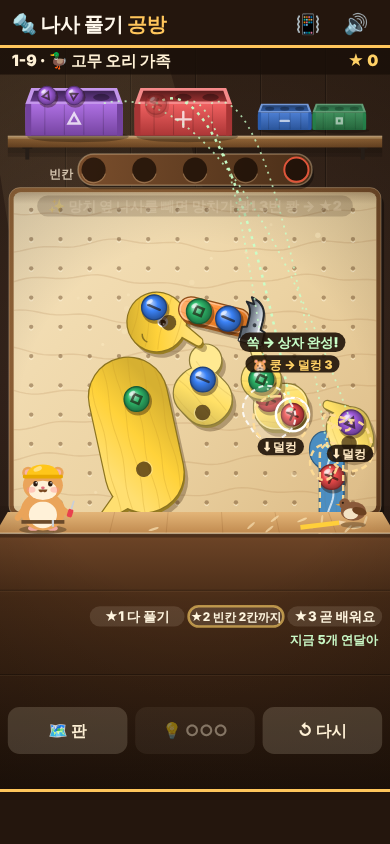 나사 풀기 공방
1-9 · 고무 오리 가족
★ 0
빈칸
쏙 → 상자 완성!
쿵 → 덜컹 3
⬇덜컹
⬇덜컹
★1 다 풀기
★2 빈칸 2칸까지
★3 곧 배워요
지금 5개 연달아
판
다시